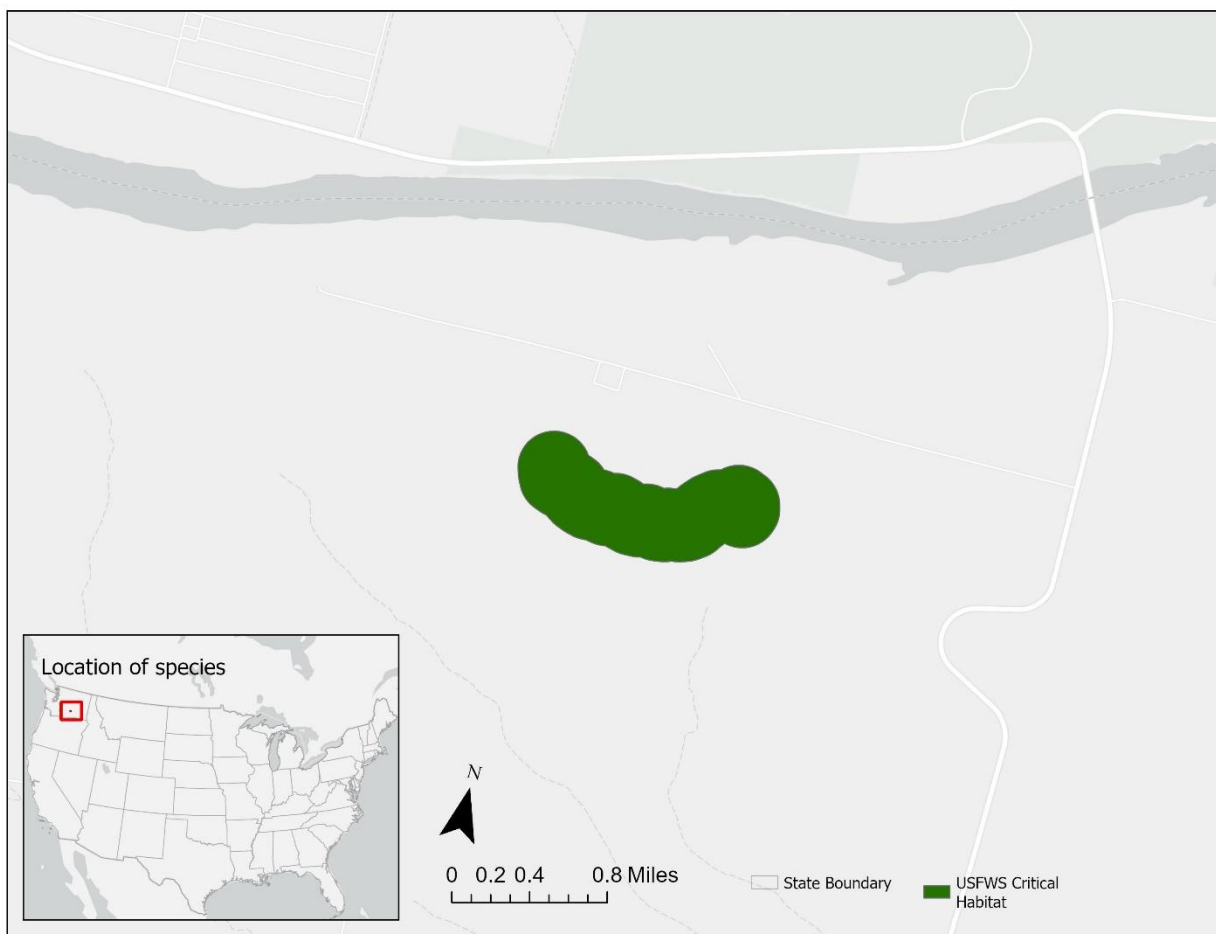 Location of species
N
0 0.2 0.4 0.8 Miles
State Boundary
USFWS Critical
Habitat